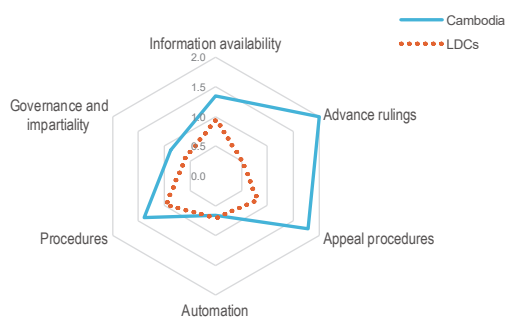 Cambodia
LDCs
Information availability
2.0
1.5
1.0
0.5
0.0
Governance and
impartiality
Advance rulings
Procedures
Appeal procedures
Automation